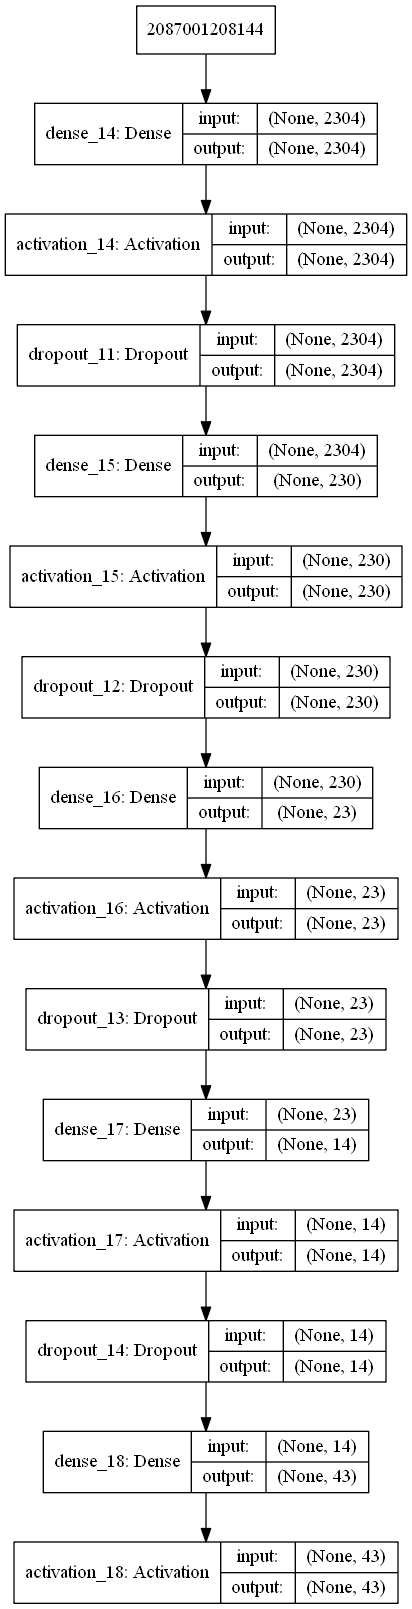 2087001208144
dense_14: Dense
input: (None, 2304)
output: (None, 2304)
activation_14: Activation
input: (None, 2304)
output: (None, 2304)
dropout_11: Dropout
input: (None, 2304)
output: (None, 2304)
dense_15: Dense
input: (None, 2304)
output: (None, 230)
activation_15: Activation
input: (None, 230)
output: (None, 230)
dropout_12: Dropout
input: (None, 230)
output: (None, 230)
dense_16: Dense
input: (None, 230)
output: (None, 23)
activation_16: Activation
input: (None, 23)
output: (None, 23)
dropout_13: Dropout
input: (None, 23)
output: (None, 23)
dense_17: Dense
input: (None, 23)
output: (None, 14)
activation_17: Activation
input: (None, 14)
output: (None, 14)
dropout_14: Dropout
input: (None, 14)
output: (None, 14)
dense_18: Dense
input: (None, 14)
output: (None, 43)
activation_18: Activation
input: (None, 43)
output: (None, 43)